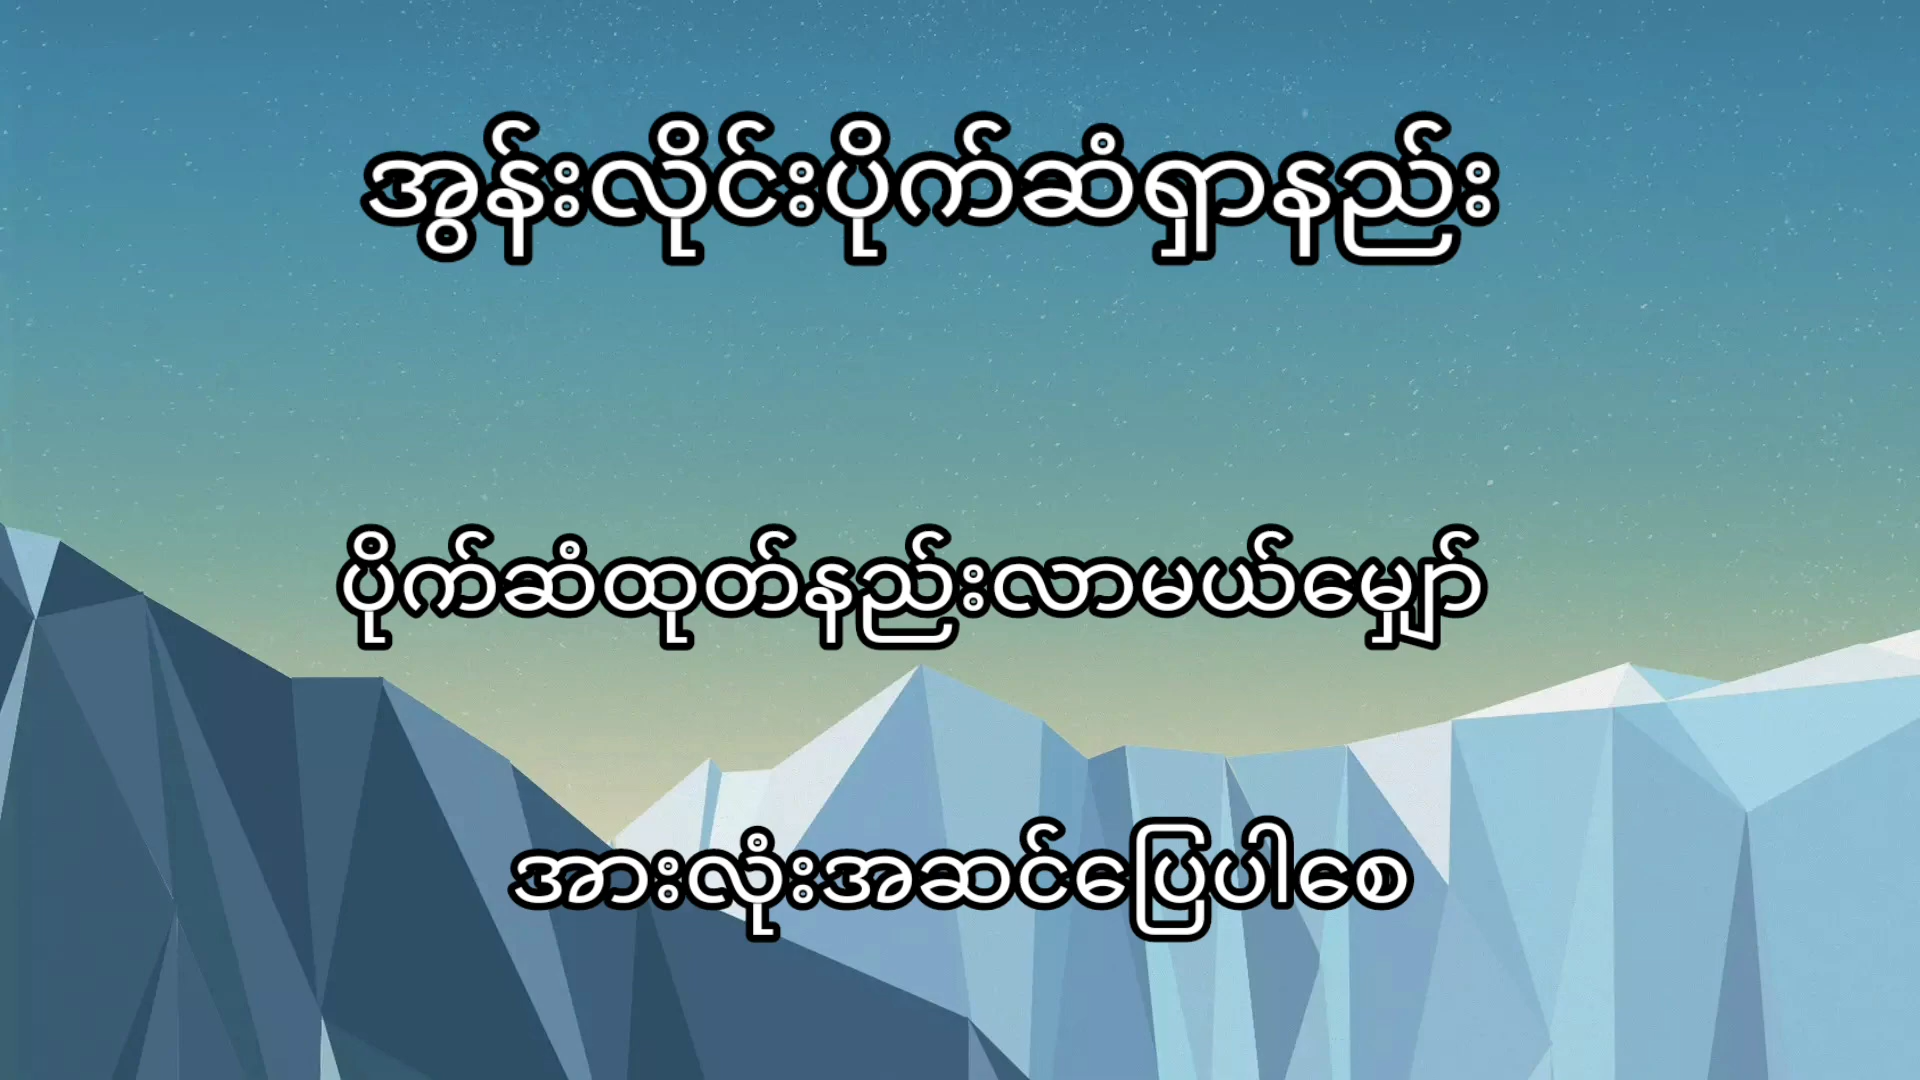 အွန်းလိုင်းပိုက်ဆံရှာနည်း
ပိုက်ဆံထုတ်နည်းလာမယ်မျှော်
အားလုံးအဆင်ပြေပါစေ